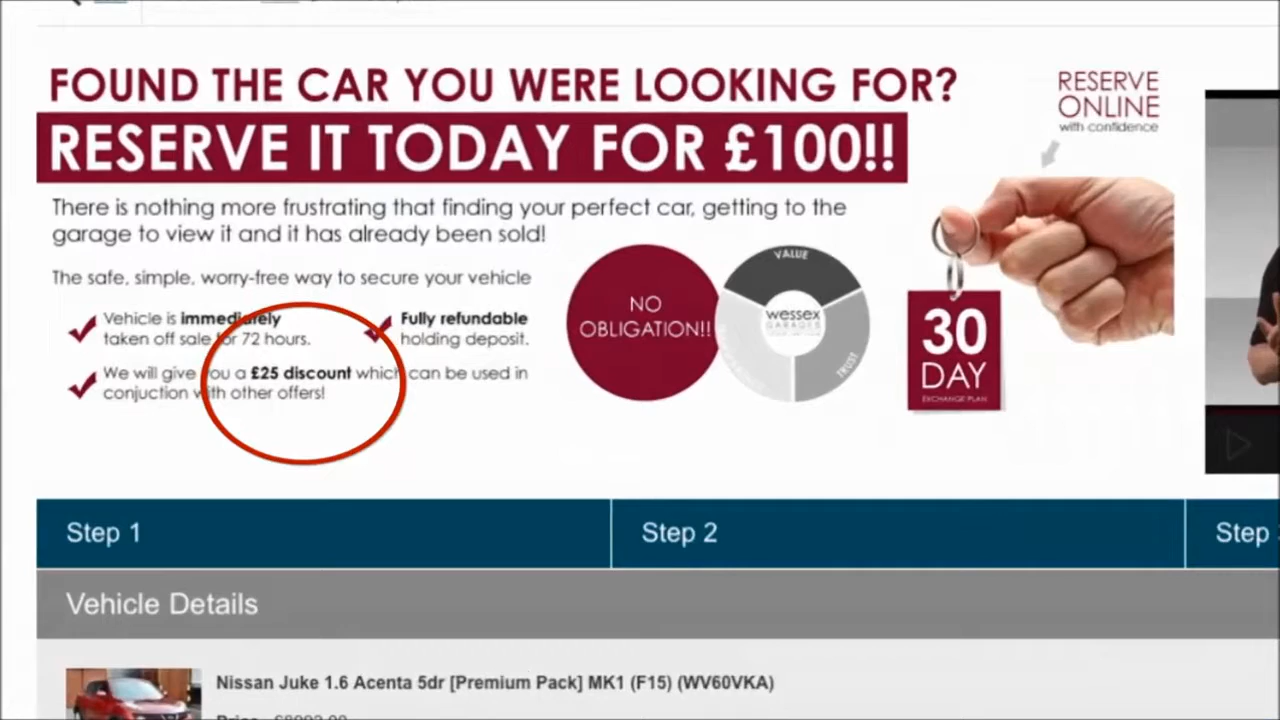 FOUND THE CAR YOU WERE LOOKING FOR?
RESERVE IT TODAY FOR £100!!
RESERVE
ONLINE
with confidence
There is nothing more frustrating that finding your perfect car, getting to the
garage to view it and it has already been sold!
The safe, simple, worry-free way to secure your vehicle
Vehicle is immediately
taken off sale for 72 hours.
Fully refundable
holding deposit.
We will give you a £25 discount which can be used in
conjuction with other offers!
NO
OBLIGATION!!
VALUE
wessex
GARAGES
TRUST
30
DAY
EXCHANGE PLAN
Step 1
Step 2
Step
Vehicle Details
Nissan Juke 1.6 Acenta 5dr [Premium Pack] MK1 (F15) (WV60VKA)